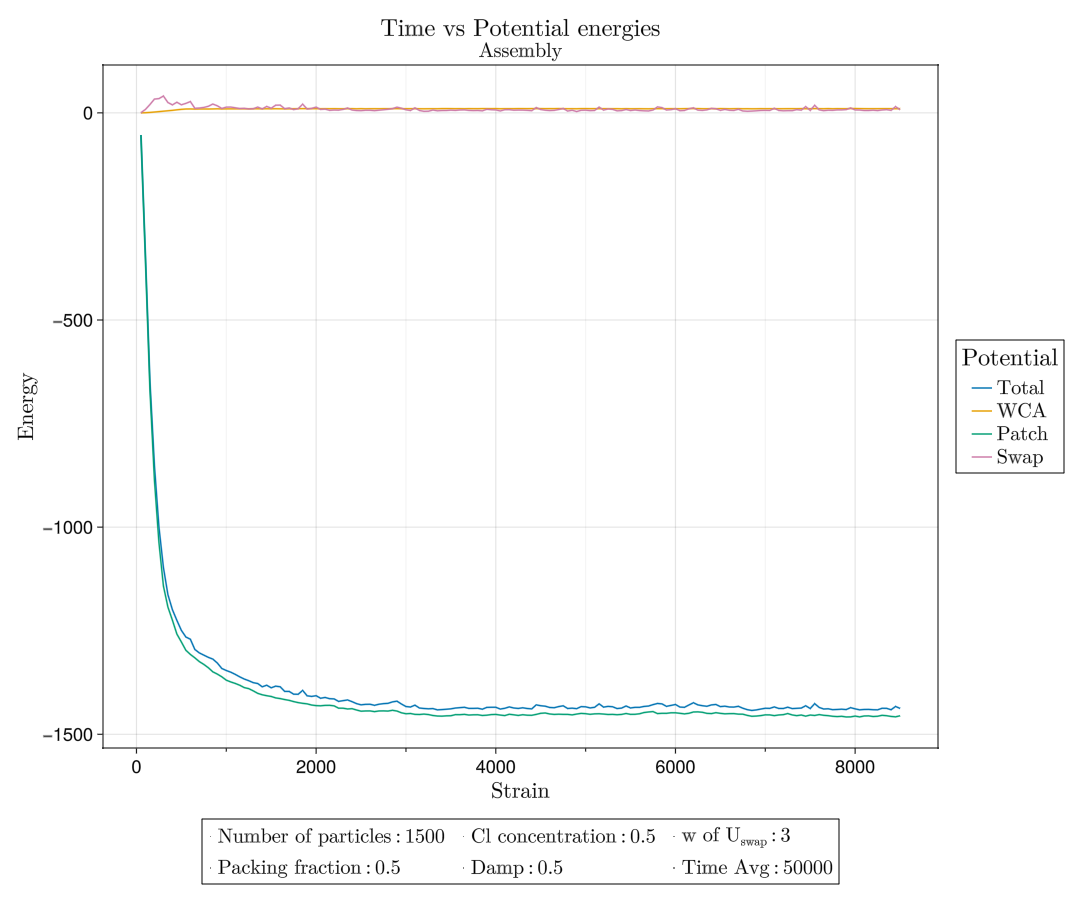 Time vs Potential energies
Assembly
Energy
0
−500
−1000
−1500
0 2000 4000 6000 8000
Strain
Potential
Total
WCA
Patch
Swap
Number of particles : 1500 Cl concentration : 0.5 w of U_swap : 3
Packing fraction : 0.5 Damp : 0.5 Time Avg : 50000